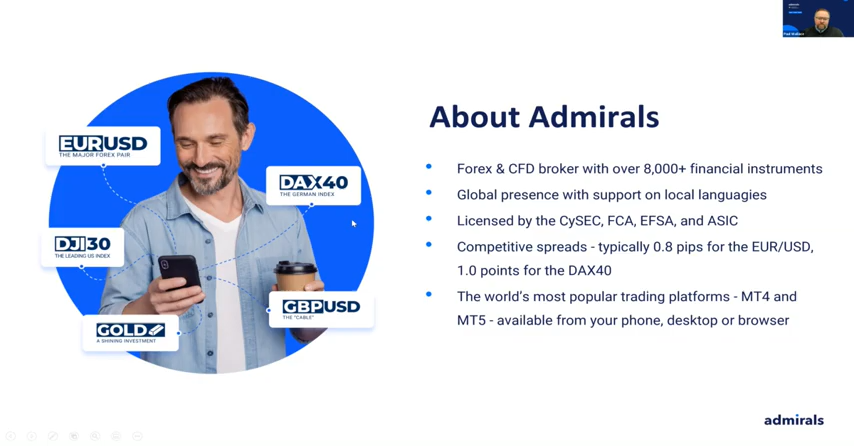 Paul Wallace
About Admirals
EURUSD
THE MAJOR FOREX PAIR
DAX40
THE GERMAN INDEX
DJI30
THE LEADING US INDEX
GBPUSD
THE "CABLE"
GOLD
A SHINING INVESTMENT
Forex & CFD broker with over 8,000+ financial instruments
Global presence with support on local languagies
Licensed by the CySEC, FCA, EFSA, and ASIC
Competitive spreads - typically 0.8 pips for the EUR/USD,
1.0 points for the DAX40
The world's most popular trading platforms - MT4 and
MT5 - available from your phone, desktop or browser
admirals